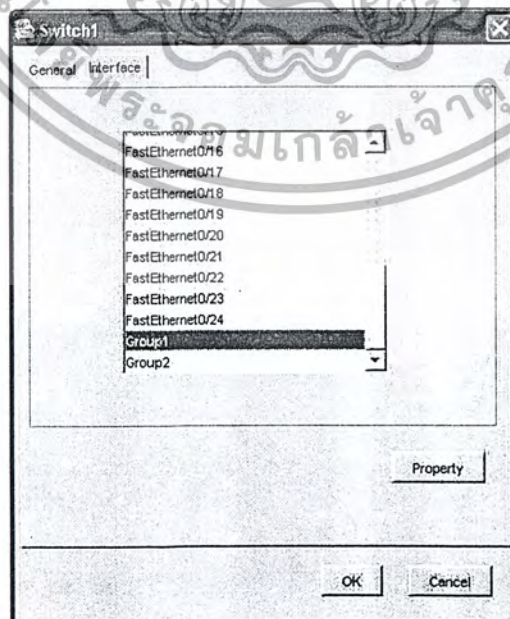 Switch1
General Interface
FastEthernet0/16
FastEthernet0/17
FastEthernet0/18
FastEthernet0/19
FastEthernet0/20
FastEthernet0/21
FastEthernet0/22
FastEthernet0/23
FastEthernet0/24
Group1
Group2
Property
OK Cancel